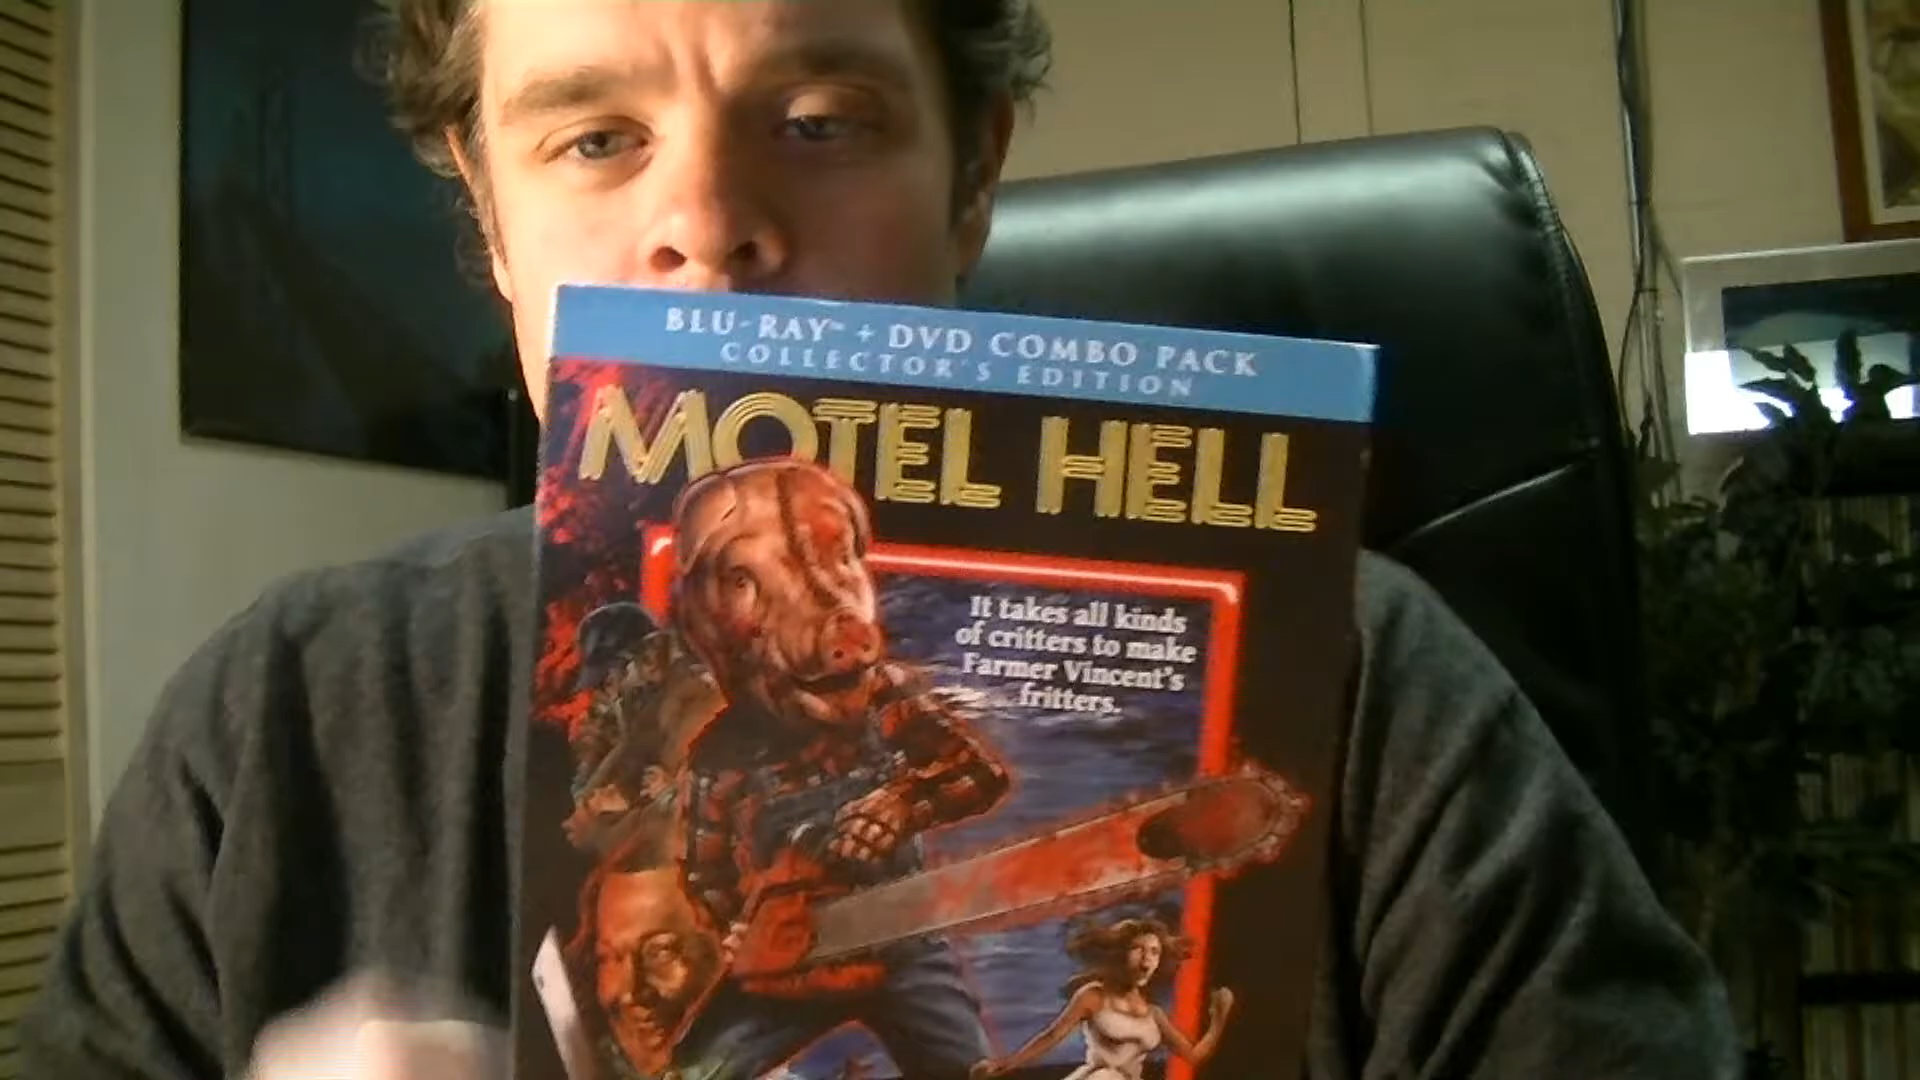 BLU-RAY™ + DVD COMBO PACK
COLLECTOR'S EDITION
MOTEL HELL
It takes all kinds
of critters to make
Farmer Vincent's
fritters.